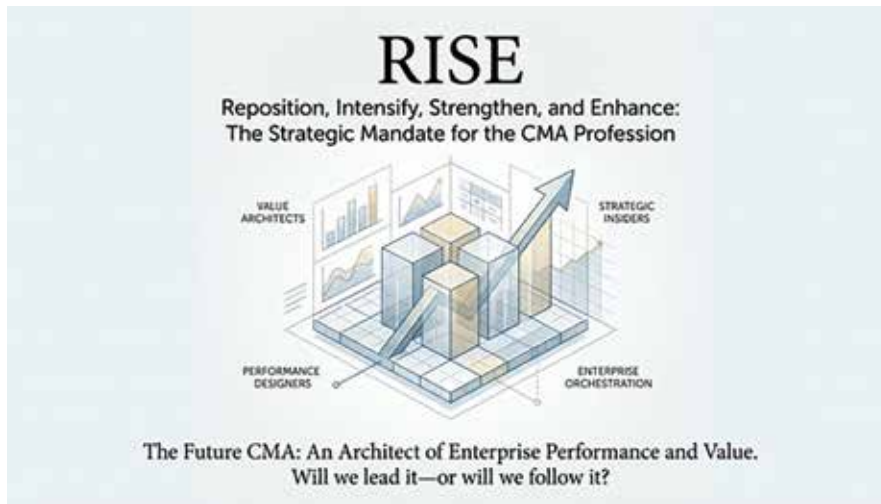 RISE
Reposition, Intensify, Strengthen, and Enhance:
The Strategic Mandate for the CMA Profession
VALUE
ARCHITECTS
STRATEGIC
INSIDERS
PERFORMANCE
DESIGNERS
ENTERPRISE
ORCHESTRATION
The Future CMA: An Architect of Enterprise Performance and Value.
Will we lead it—or will we follow it?